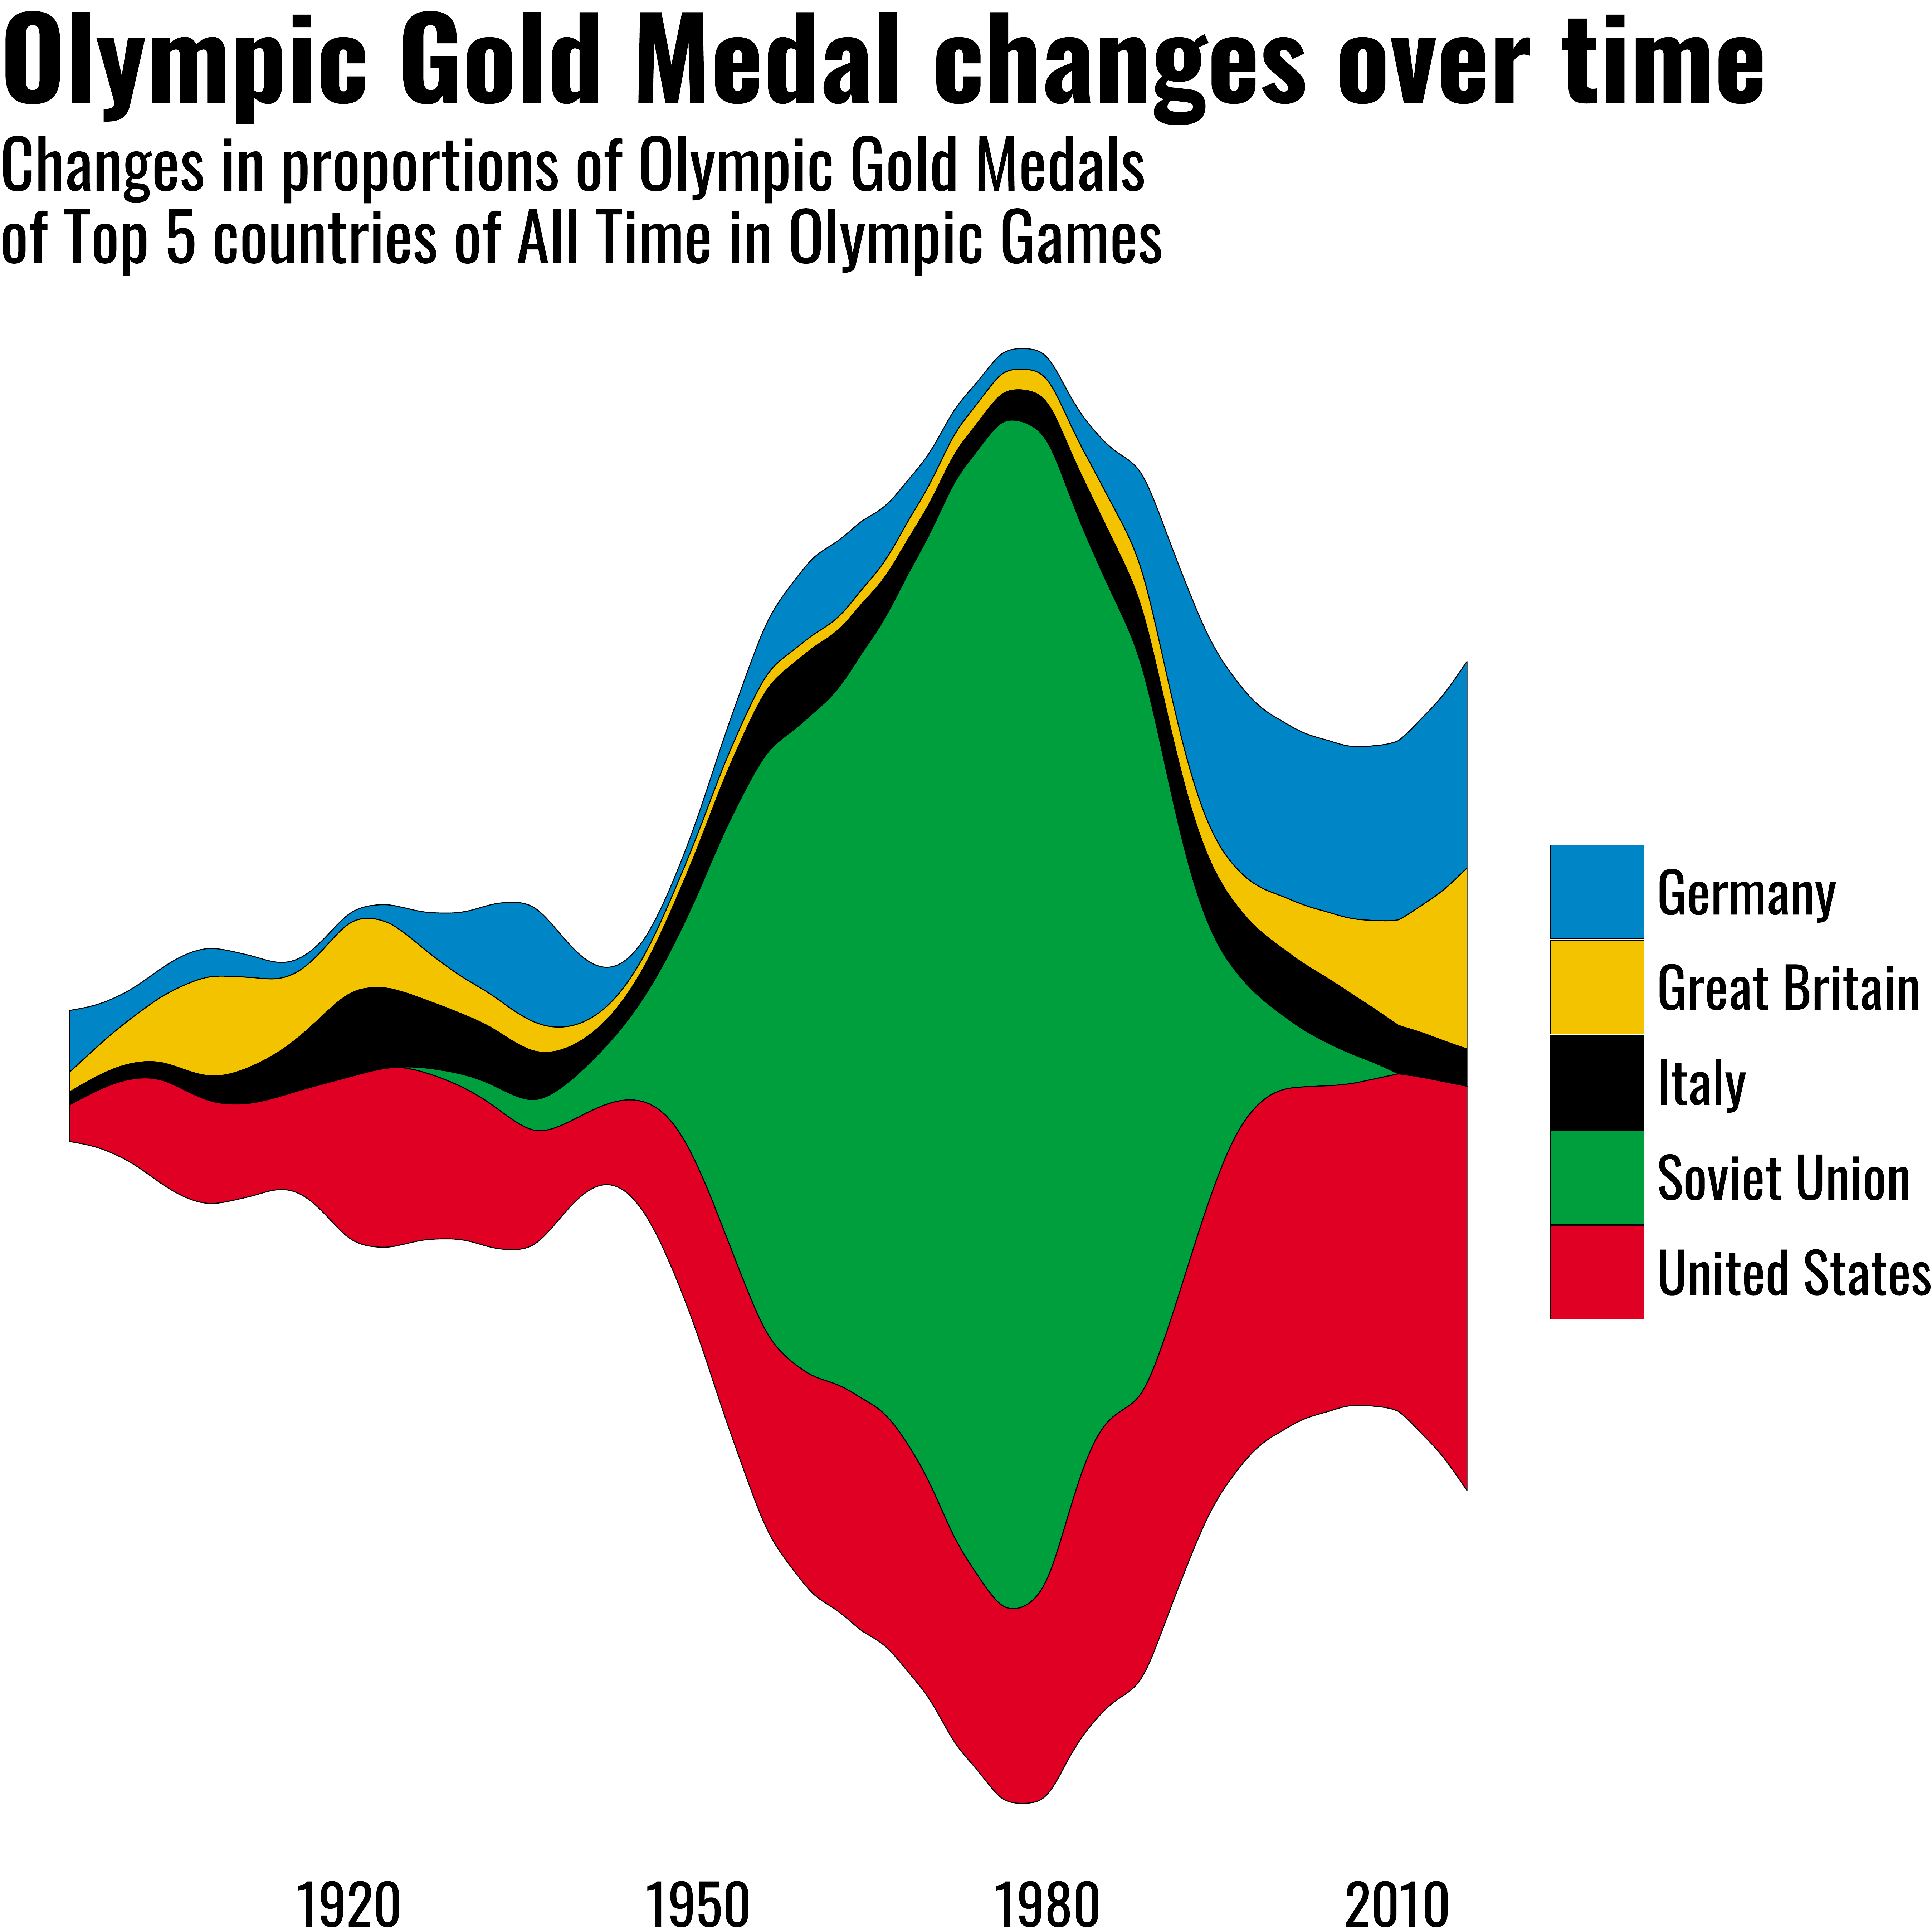 Olympic Gold Medal changes over time
Changes in proportions of Olympic Gold Medals
of Top 5 countries of All Time in Olympic Games
Germany
Great Britain
Italy
Soviet Union
United States
1920 1950 1980 2010